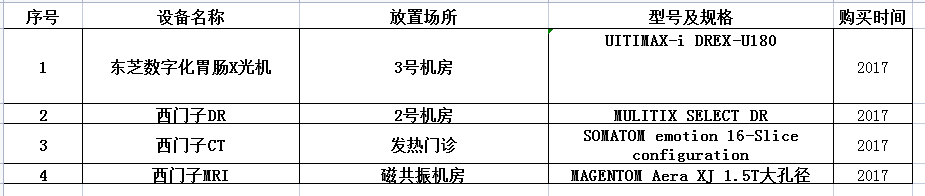 序号 设备名称 放置场所 型号及规格 购买时间
1 东芝数字化胃肠X光机 3号机房 UITIMAX-i DREX-U180 2017
2 西门子DR 2号机房 MULITIX SELECT DR 2017
3 西门子CT 发热门诊 SOMATOM emotion 16-Slice
configuration 2017
4 西门子MRI 磁共振机房 MAGENTOM Aera XJ 1.5T大孔径 2017